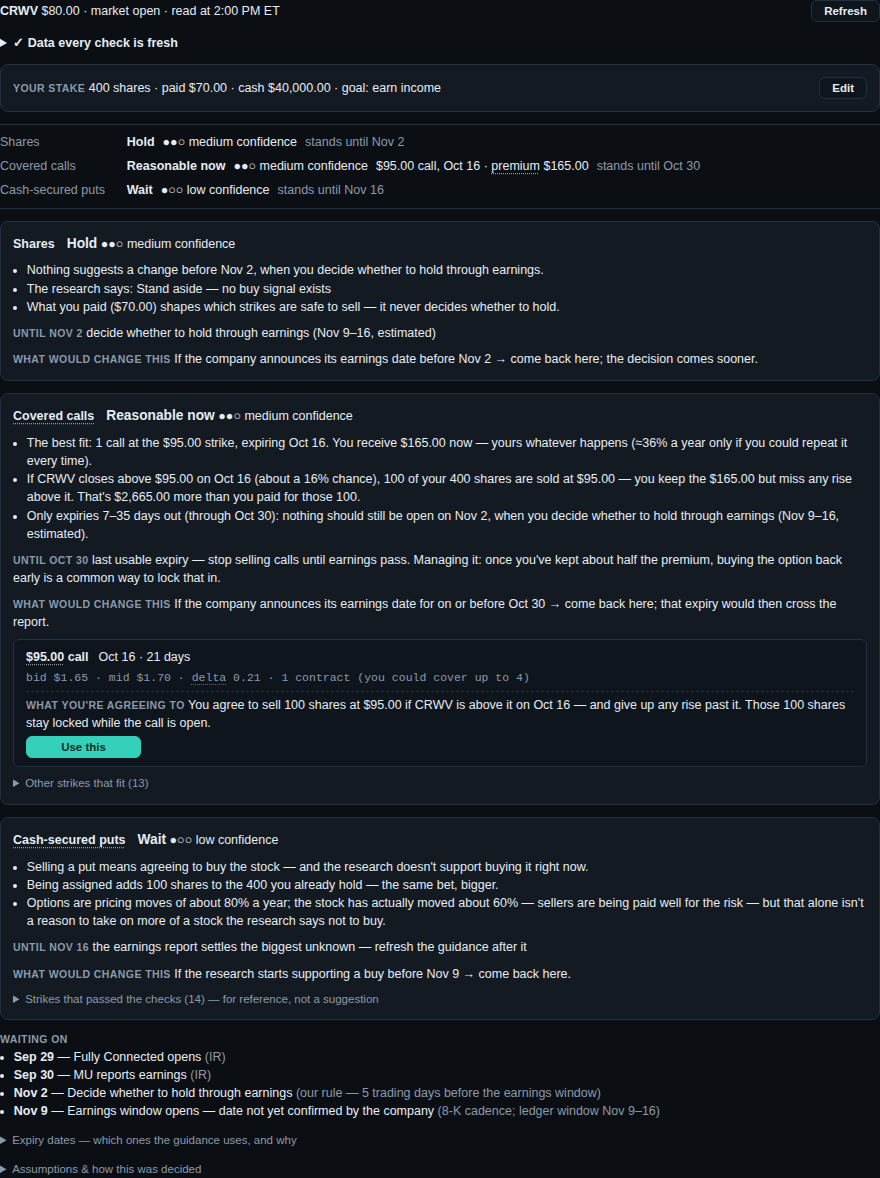 CRWV $80.00 · market open · read at 2:00 PM ET
Refresh
▶ ✓ Data every check is fresh
YOUR STAKE 400 shares · paid $70.00 · cash $40,000.00 · goal: earn income
Edit
Shares Hold ●●○ medium confidence stands until Nov 2
Covered calls Reasonable now ●●○ medium confidence $95.00 call, Oct 16 · premium $165.00 stands until Oct 30
Cash-secured puts Wait ●○○ low confidence stands until Nov 16
Shares Hold ●●○ medium confidence
• Nothing suggests a change before Nov 2, when you decide whether to hold through earnings.
• The research says: Stand aside — no buy signal exists
• What you paid ($70.00) shapes which strikes are safe to sell — it never decides whether to hold.
UNTIL NOV 2 decide whether to hold through earnings (Nov 9–16, estimated)
WHAT WOULD CHANGE THIS If the company announces its earnings date before Nov 2 → come back here; the decision comes sooner.
Covered calls Reasonable now ●●○ medium confidence
• The best fit: 1 call at the $95.00 strike, expiring Oct 16. You receive $165.00 now — yours whatever happens (≈36% a year only if you could repeat it
every time).
• If CRWV closes above $95.00 on Oct 16 (about a 16% chance), 100 of your 400 shares are sold at $95.00 — you keep the $165.00 but miss any rise
above it. That's $2,665.00 more than you paid for those 100.
• Only expiries 7–35 days out (through Oct 30): nothing should still be open on Nov 2, when you decide whether to hold through earnings (Nov 9–16,
estimated).
UNTIL OCT 30 last usable expiry — stop selling calls until earnings pass. Managing it: once you've kept about half the premium, buying the option back
early is a common way to lock that in.
WHAT WOULD CHANGE THIS If the company announces its earnings date for on or before Oct 30 → come back here; that expiry would then cross the
report.
$95.00 call Oct 16 · 21 days
bid $1.65 · mid $1.70 · delta 0.21 · 1 contract (you could cover up to 4)
WHAT YOU'RE AGREEING TO You agree to sell 100 shares at $95.00 if CRWV is above it on Oct 16 — and give up any rise past it. Those 100 shares
stay locked while the call is open.
Use this
▶ Other strikes that fit (13)
Cash-secured puts Wait ●○○ low confidence
• Selling a put means agreeing to buy the stock — and the research doesn't support buying it right now.
• Being assigned adds 100 shares to the 400 you already hold — the same bet, bigger.
• Options are pricing moves of about 80% a year; the stock has actually moved about 60% — sellers are being paid well for the risk — but that alone isn't
a reason to take on more of a stock the research says not to buy.
UNTIL NOV 16 the earnings report settles the biggest unknown — refresh the guidance after it
WHAT WOULD CHANGE THIS If the research starts supporting a buy before Nov 9 → come back here.
▶ Strikes that passed the checks (14) — for reference, not a suggestion
WAITING ON
• Sep 29 — Fully Connected opens (IR)
• Sep 30 — MU reports earnings (IR)
• Nov 2 — Decide whether to hold through earnings (our rule — 5 trading days before the earnings window)
• Nov 9 — Earnings window opens — date not yet confirmed by the company (8-K cadence; ledger window Nov 9–16)
▶ Expiry dates — which ones the guidance uses, and why
▶ Assumptions & how this was decided